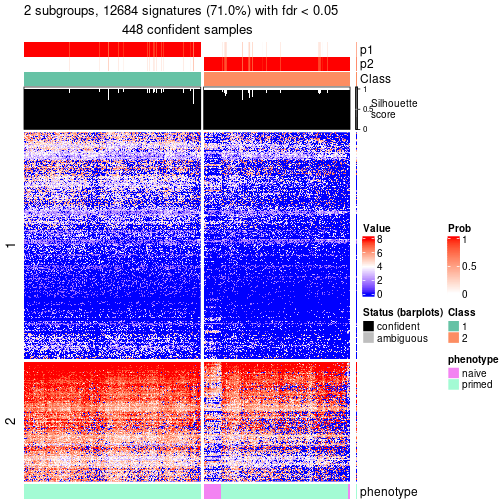 2 subgroups, 12684 signatures (71.0%) with fdr < 0.05
448 confident samples
p1
p2
Class
1
0.5
0
Silhouette
score
1
2
phenotype
Value
8
6
4
2
0
Prob
1
0.5
0
Status (barplots)
confident
ambiguous
Class
1
2
phenotype
naive
primed